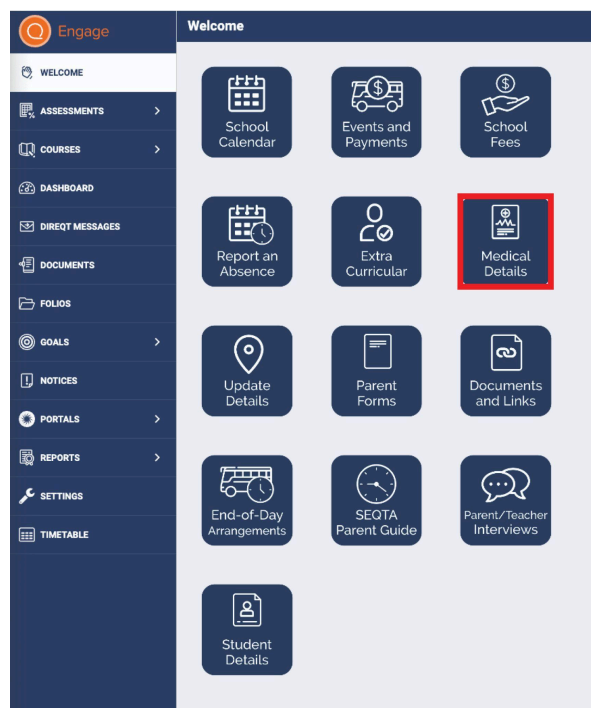 Engage
WELCOME
ASSESSMENTS
COURSES
DASHBOARD
DIREQT MESSAGES
DOCUMENTS
FOLIOS
GOALS
NOTICES
PORTALS
REPORTS
SETTINGS
TIMETABLE
Welcome
School
Calendar
Events and
Payments
School
Fees
Report an
Absence
Extra
Curricular
Medical
Details
Update
Details
Parent
Forms
Documents
and Links
End-of-Day
Arrangements
SEQTA
Parent Guide
Parent/Teacher
Interviews
Student
Details